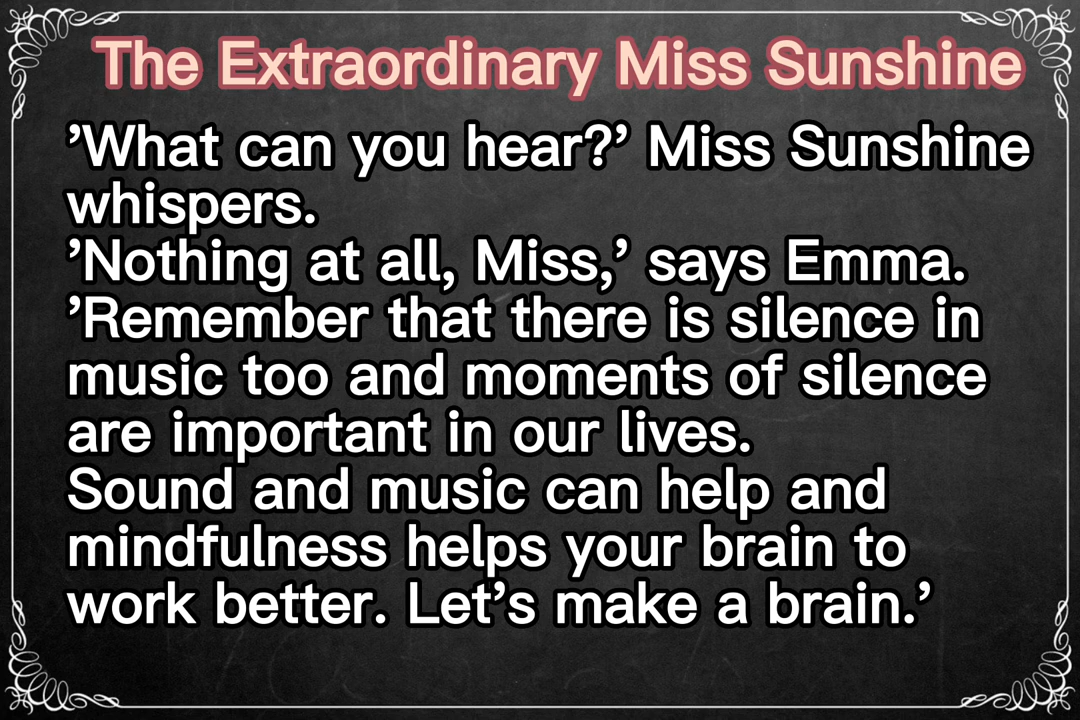 The Extraordinary Miss Sunshine
’What can you hear?’ Miss Sunshine
whispers.
’Nothing at all, Miss,’ says Emma.
’Remember that there is silence in
music too and moments of silence
are important in our lives.
Sound and music can help and
mindfulness helps your brain to
work better. Let’s make a brain.’